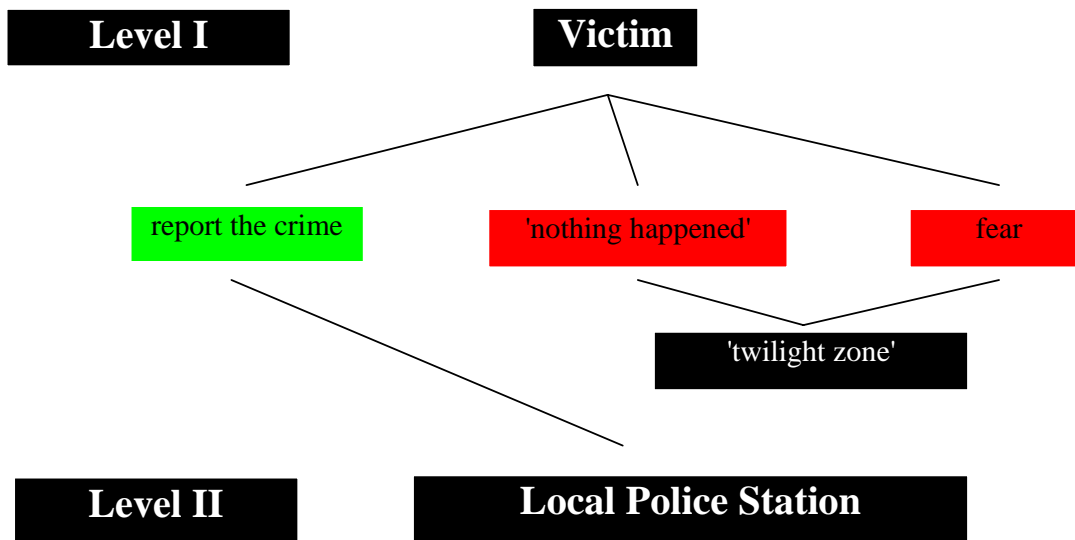 Level I
Victim
report the crime
'nothing happened'
fear
'twilight zone'
Level II
Local Police Station